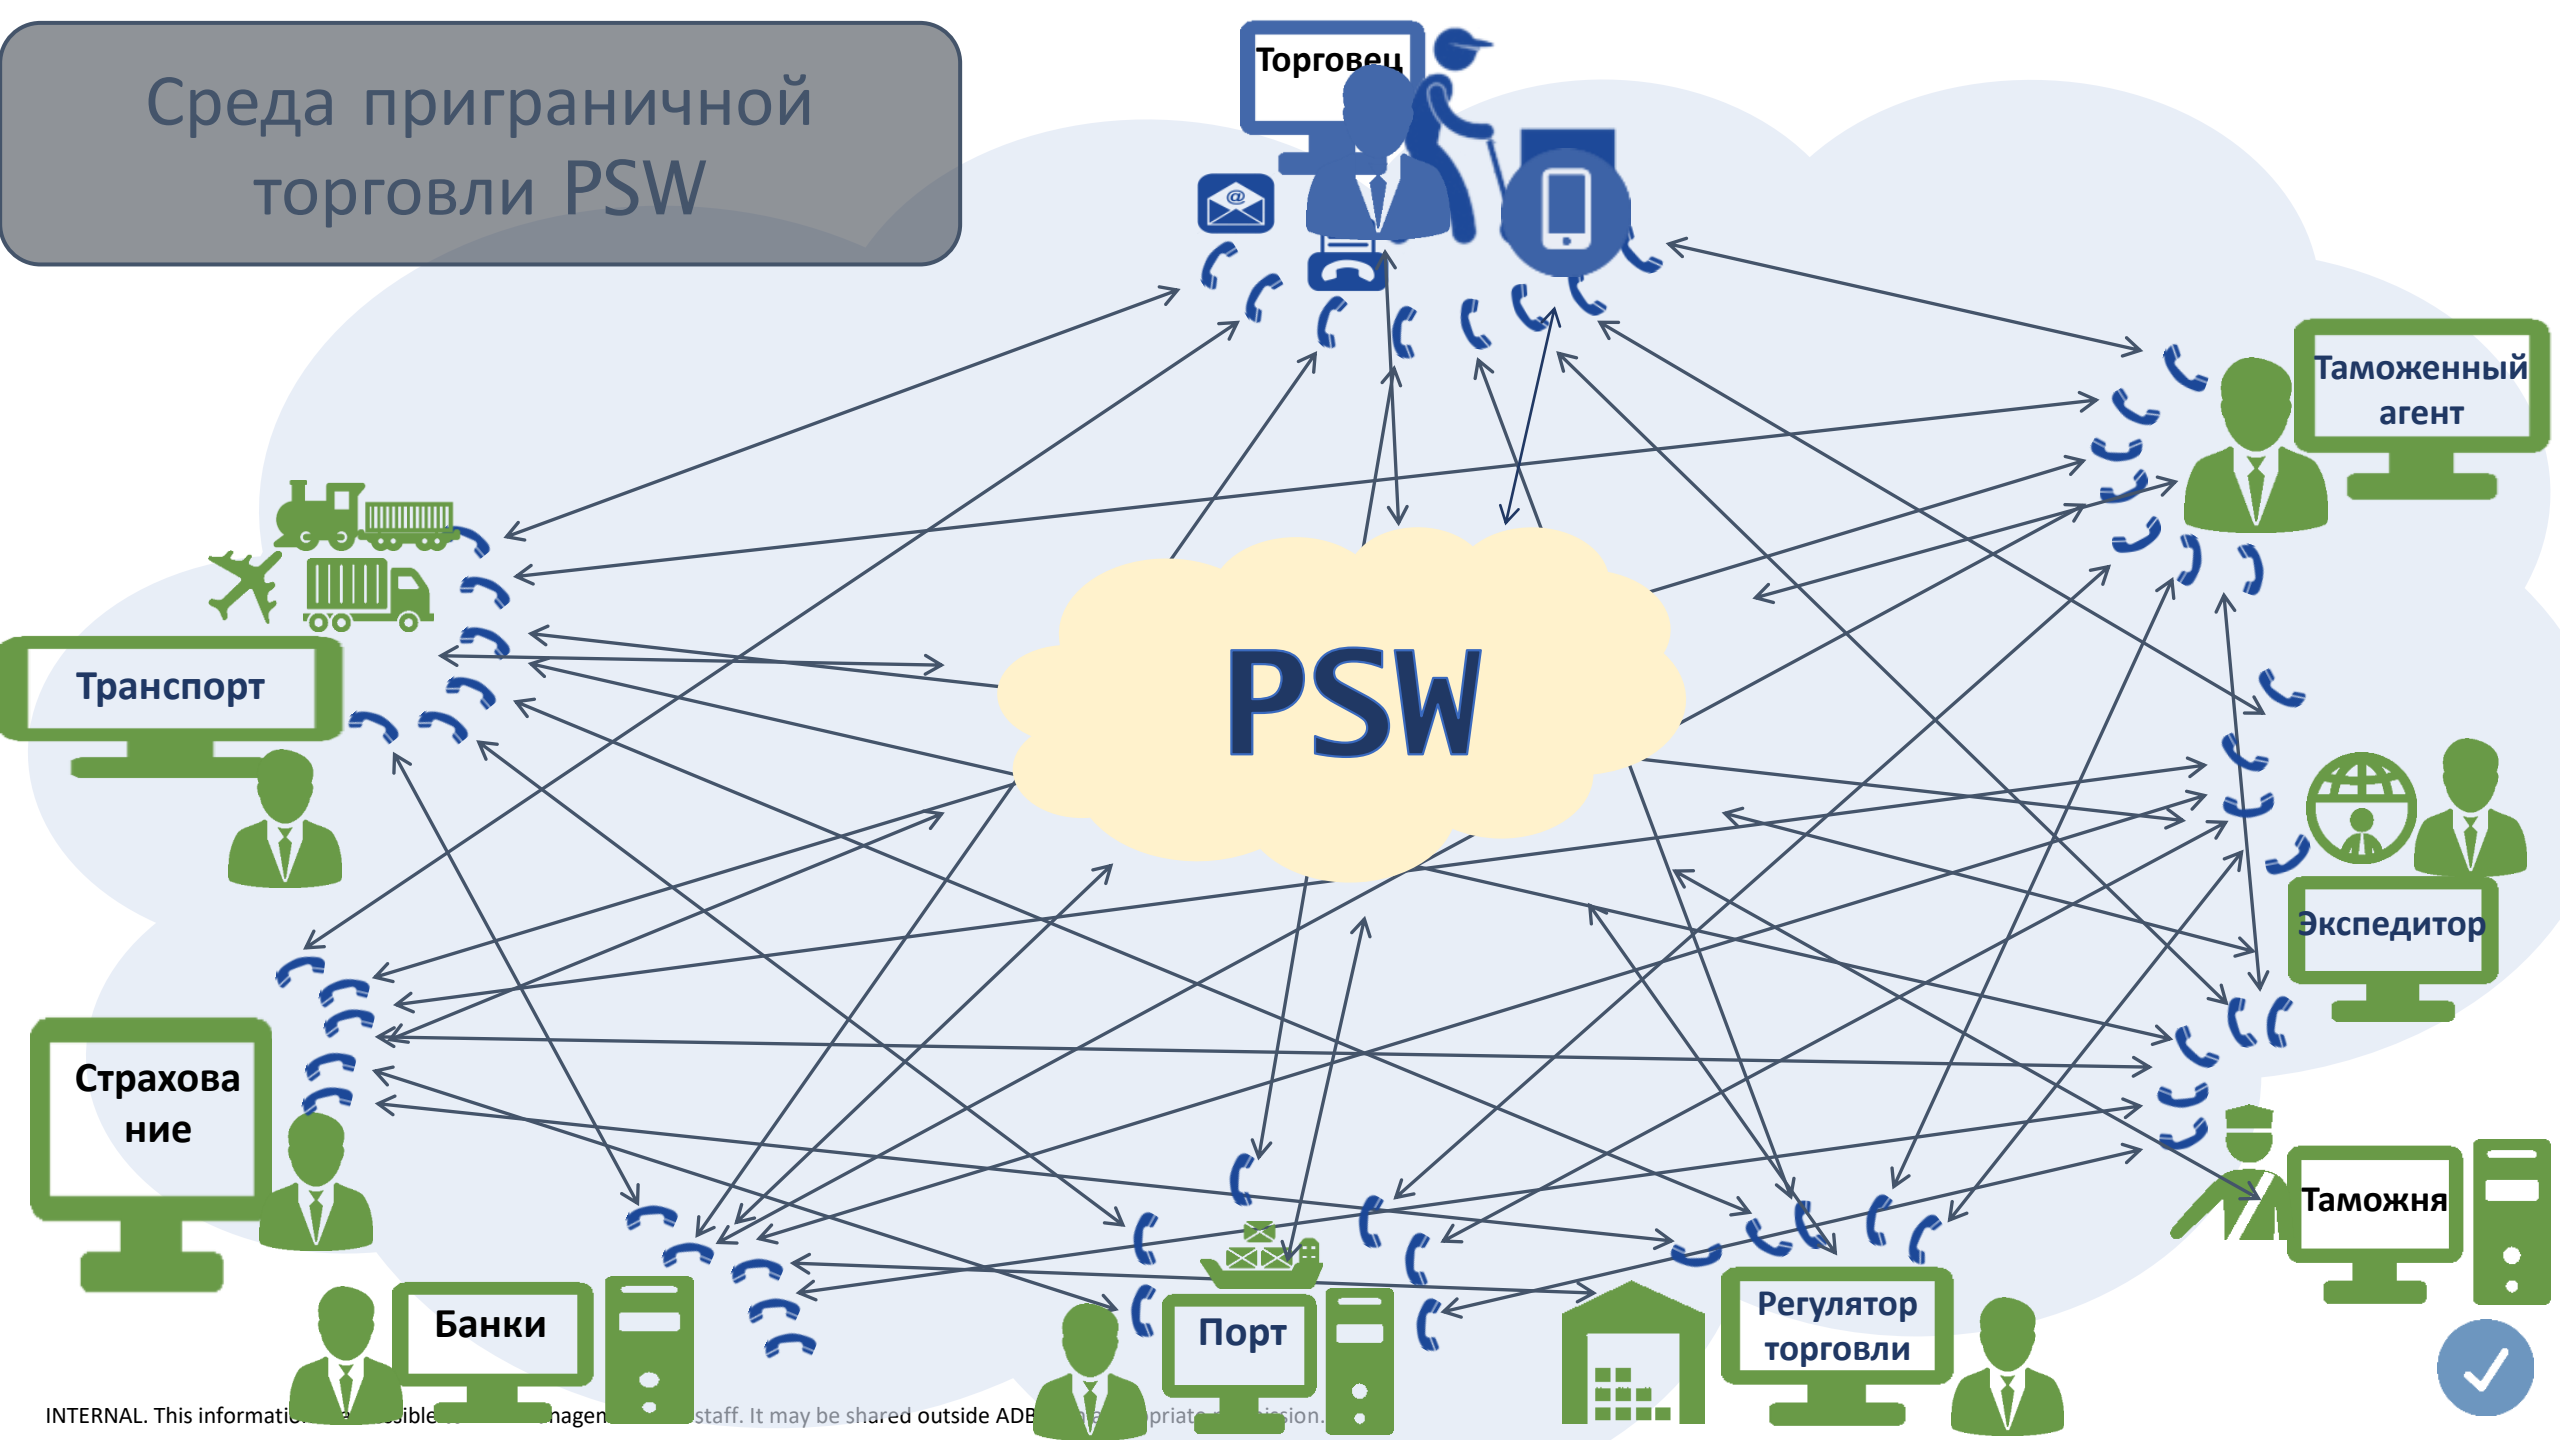 Среда приграничной
торговли PSW
Торговец
Таможенный
агент
Транспорт
PSW
Экспедитор
Страхова
ние
Таможня
Банки
Порт
Регулятор
торговли
INTERNAL. This staff. It may be shared outside ADB